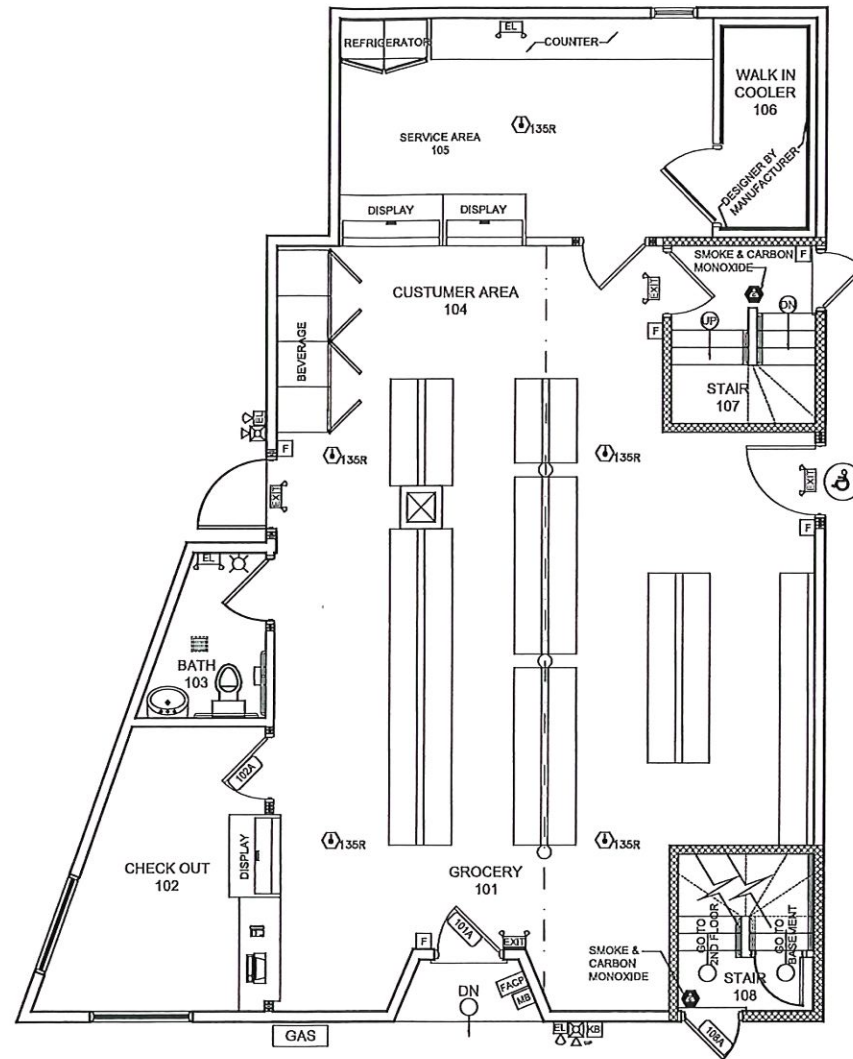 EL
REFRIGERATOR
COUNTER
WALK IN
COOLER
106
135R
SERVICE AREA
105
DESIGNER BY
MANUFACTURER
DISPLAY
DISPLAY
SMOKE & CARBON
MONOXIDE
F
CUSTUMER AREA
104
EXIT
UP
DN
F
BEVERAGE
STAIR
107
EL
F
135R
135R
EXIT
EXIT
F
EL
BATH
103
102A
135R
135R
DISPLAY
CHECK OUT
102
GROCERY
101
101A
F
EXIT
GO TO
2ND FLOOR
GO TO
BASEMENT
SMOKE &
CARBON
MONOXIDE
STAIR
108
FACP
MB
DN
GAS
EL
KB
108A